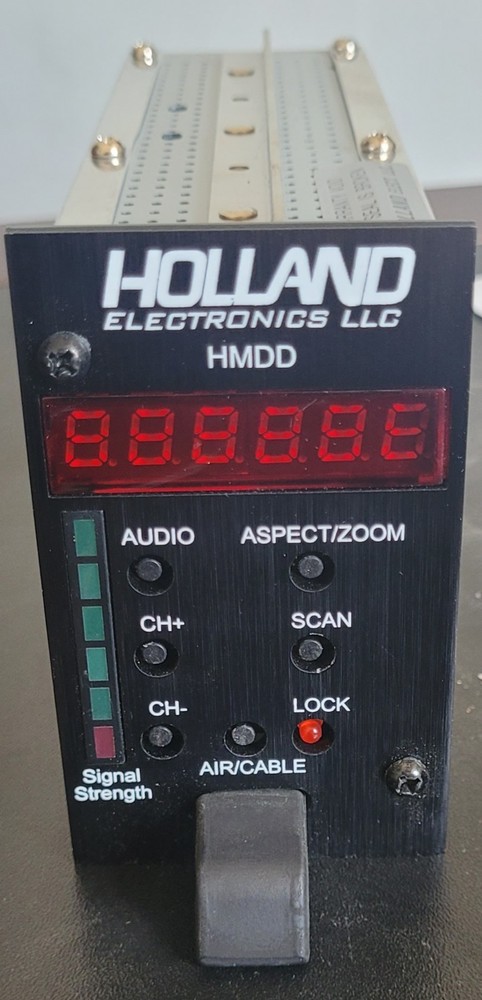 HOLLAND
ELECTRONICS LLC
HMDD
AUDIO
ASPECT/ZOOM
CH+
SCAN
CH-
LOCK
AIR/CABLE
Signal
Strength